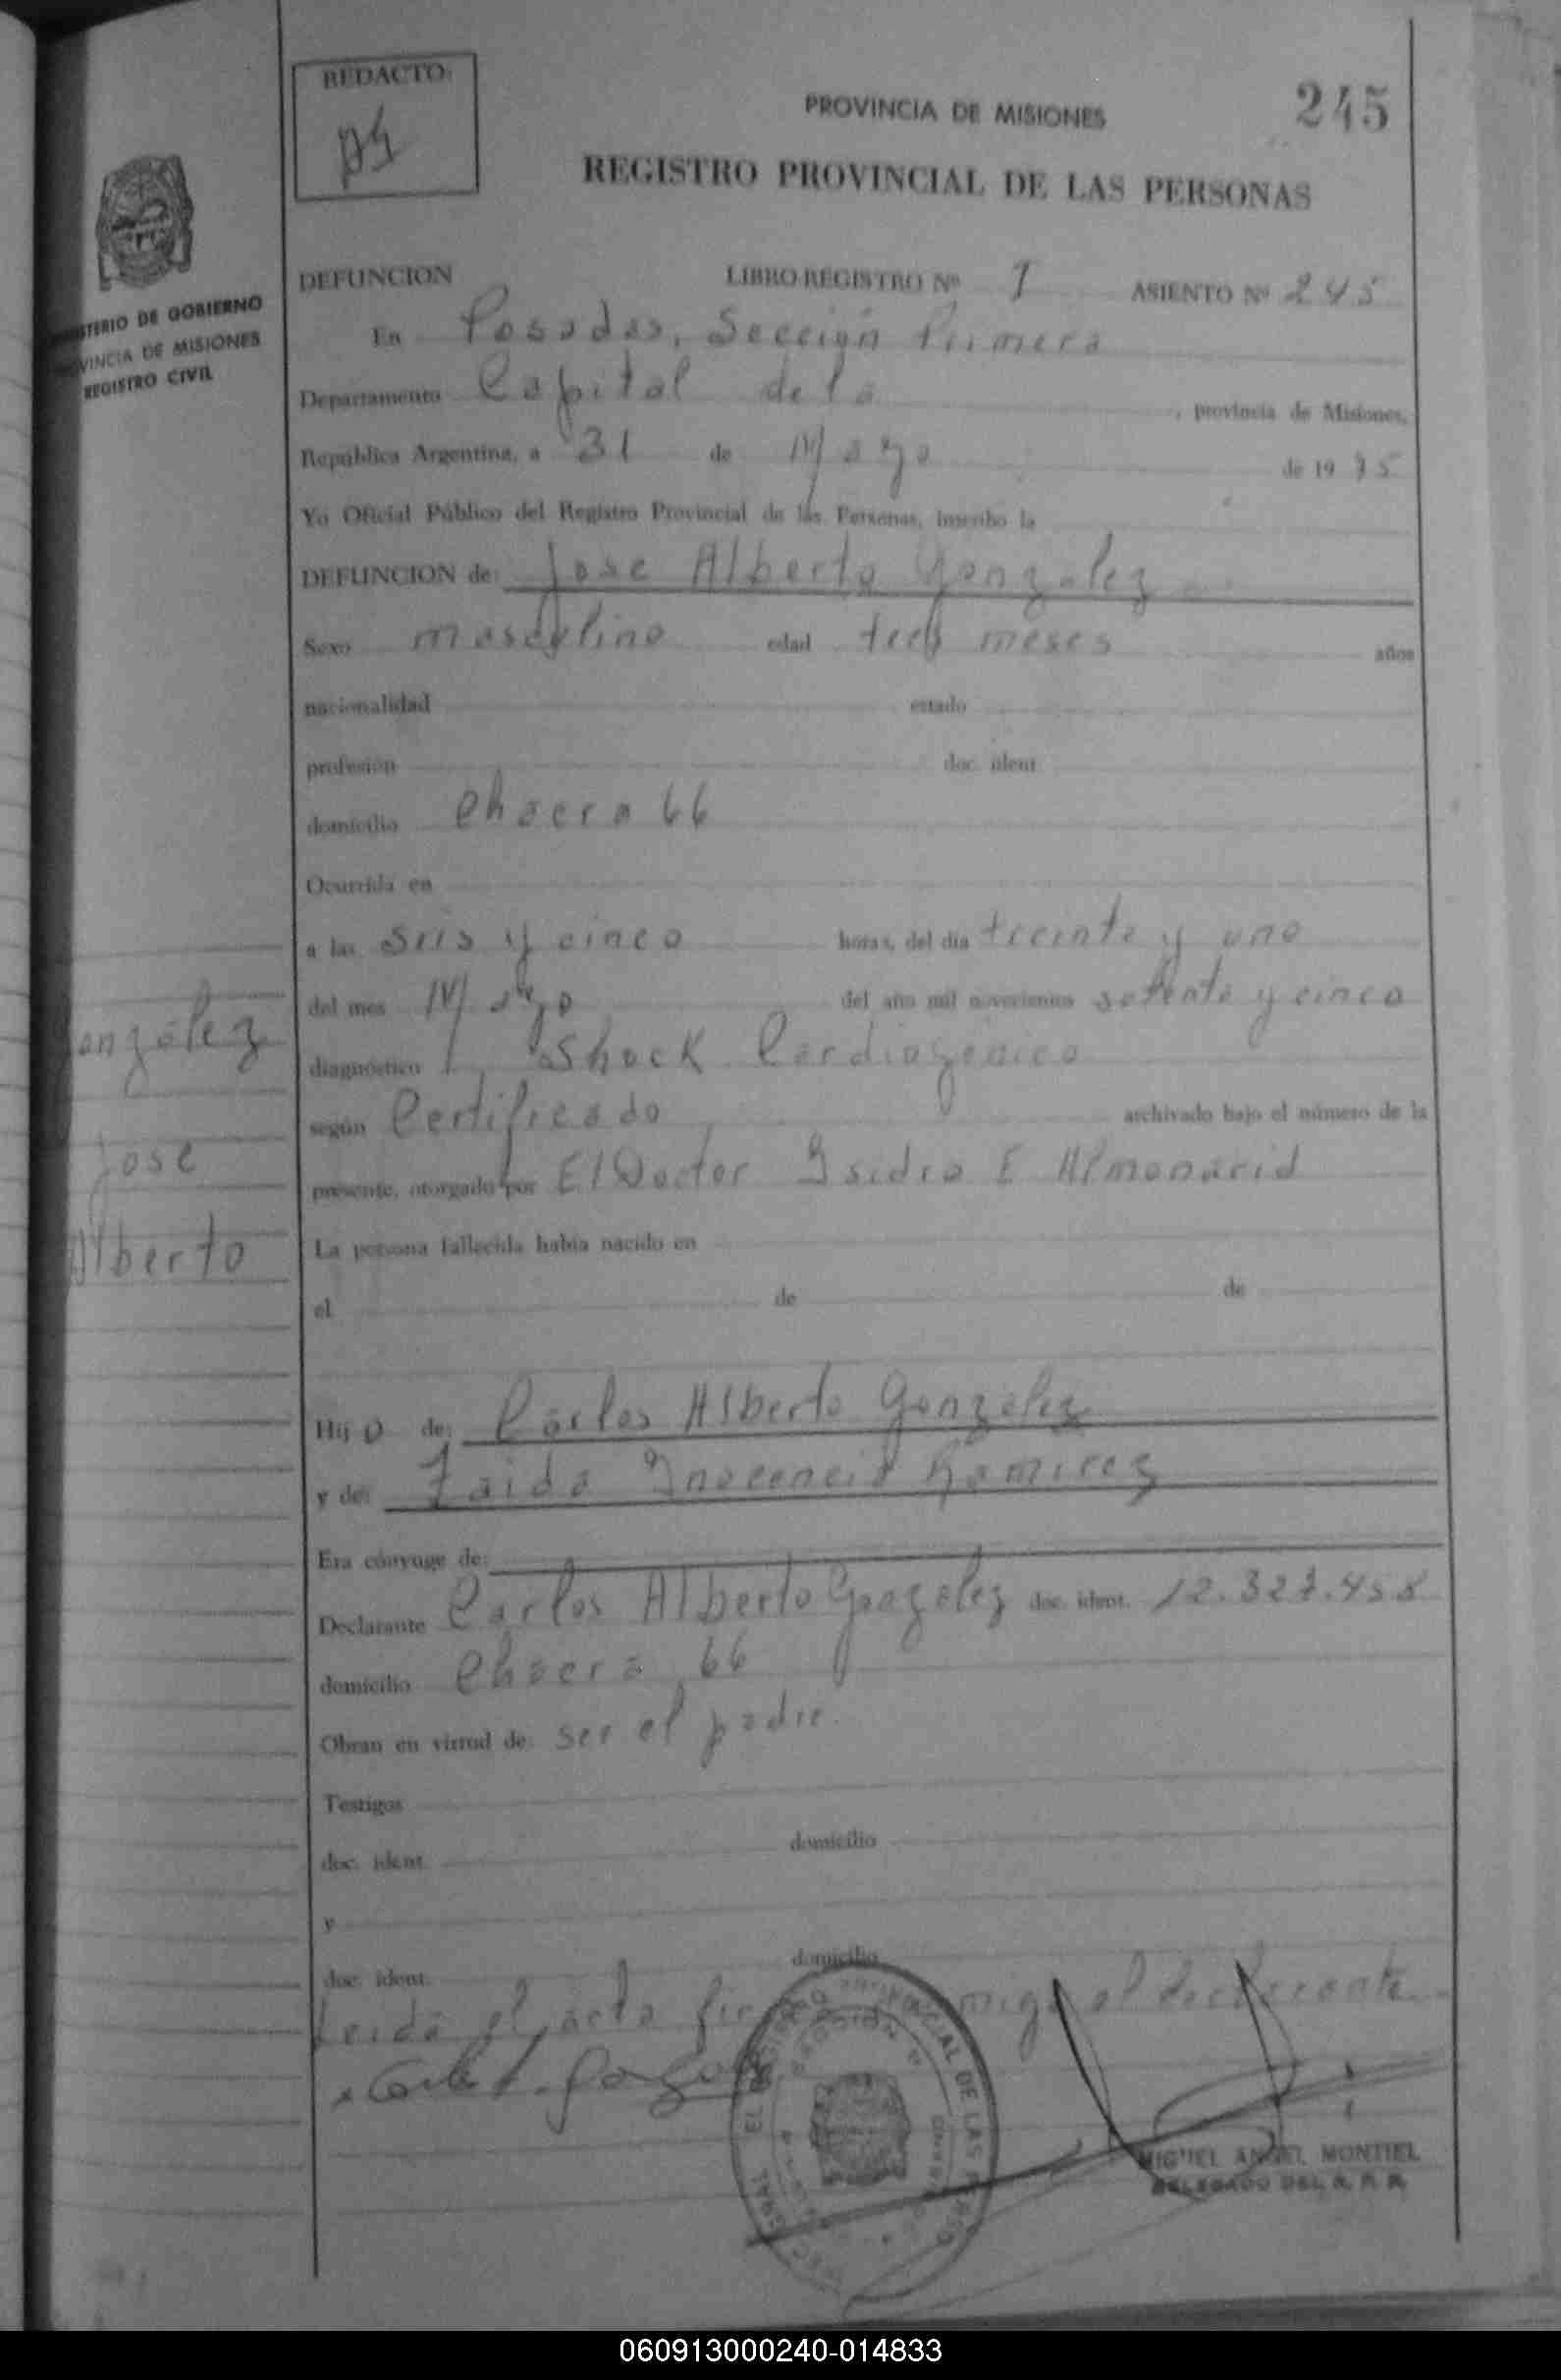 REDACTO:
PROVINCIA DE MISIONES
245
REGISTRO PROVINCIAL DE LAS PERSONAS
MINISTERIO DE GOBIERNO
PROVINCIA DE MISIONES
REGISTRO CIVIL
DEFUNCION LIBRO REGISTRO Nº 1 ASIENTO Nº 245
En Posadas, Sección Primera
Departamento Capital de la , provincia de Misiones,
República Argentina, a 31 de Mayo de 1975
Yo Oficial Público del Registro Provincial de las Personas, inscribo la
DEFUNCION de: Jose Alberto Gonzalez
Sexo masculino edad tres meses años
nacionalidad estado
profesión doc. ident.
domicilio Chacra 66
Ocurrida en
a las seis y cinco horas, del día treinta y uno
del mes Mayo del año mil novecientos setenta y cinco
diagnóstico Shock Cardiogenico
según Certificado archivado bajo el número de la
presente, otorgado por El Doctor Isidro E Almonacid
La persona fallecida había nacido en
el de de
Hijo de: Carlos Alberto Gonzalez
y de: Zaida Inocencia Ramirez
Era cónyuge de:
Declarante Carlos Alberto Gonzalez doc. ident. 12.327.458
domicilio Chacra 66
Obran en virtud de: ser el padre.
Testigos
doc. ident. domicilio
y
doc. ident. domicilio
Leida el acta migo el declarante
MIGUEL ANGEL MONTIEL
DELEGADO DEL R. P. P.
Gonzalez
Jose
Alberto
060913000240-014833